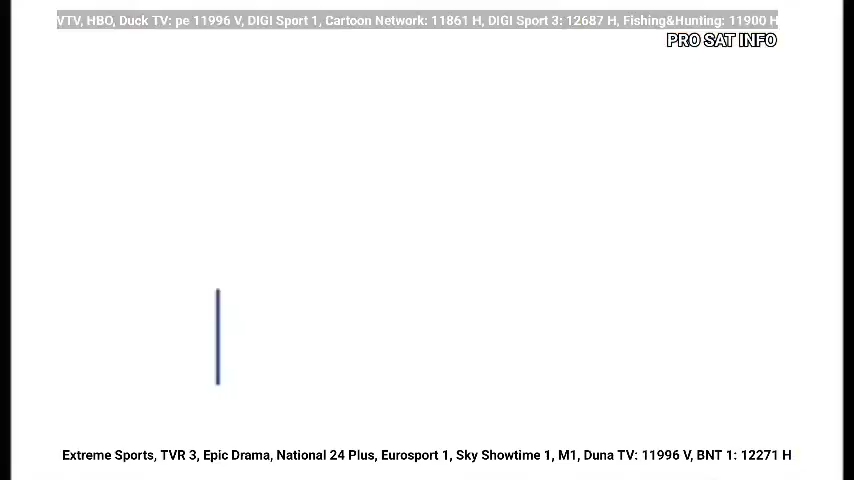 VTV, HBO, Duck TV: pe 11996 V, DIGI Sport 1, Cartoon Network: 11861 H, DIGI Sport 3: 12687 H, Fishing&Hunting: 11900 H
PRO SAT INFO
Extreme Sports, TVR 3, Epic Drama, National 24 Plus, Eurosport 1, Sky Showtime 1, M1, Duna TV: 11996 V, BNT 1: 12271 H